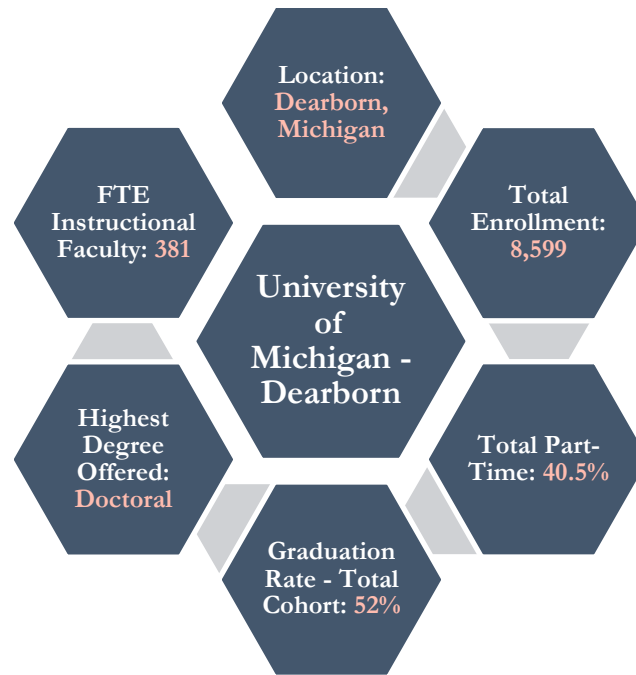 Location:
Dearborn,
Michigan
FTE
Instructional
Faculty: 381
Total
Enrollment:
8,599
University
of
Michigan -
Dearborn
Highest
Degree
Offered:
Doctoral
Total Part-
Time: 40.5%
Graduation
Rate - Total
Cohort: 52%